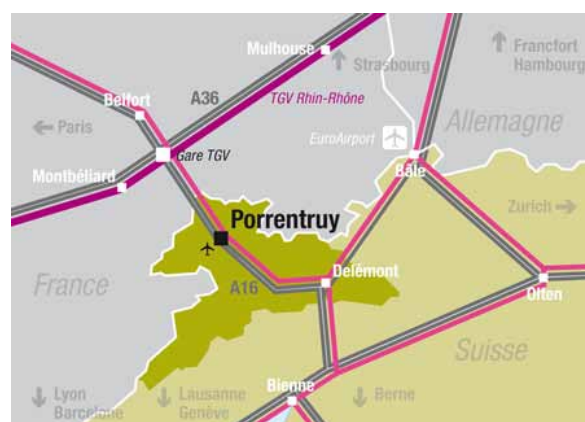 Mulhouse
Strasbourg
Francfort
Hambourg
Belfort
A36
TGV Rhin-Rhône
Paris
EuroAirport
Allemagne
Gare TGV
Montbéliard
Bâle
Zurich
Porrentruy
France
A16
Delémont
Olten
Suisse
Bienne
Lyon
Barcelone
Lausanne
Genève
Berne